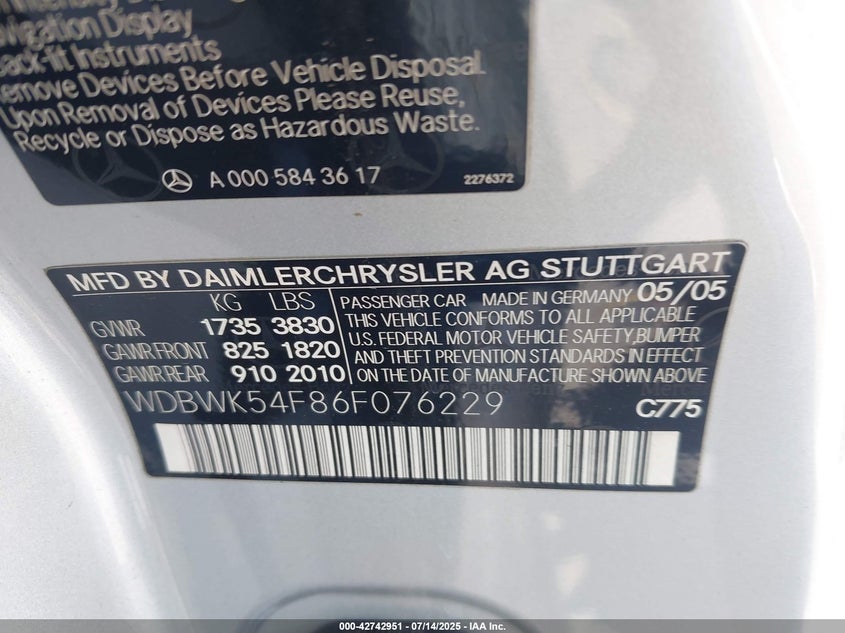 Display
Instruments
Devices Before Vehicle Disposal
Upon Removal of Devices Please Reuse,
Recycle or Dispose as Hazardous Waste.
A 000 584 36 17
2276372
MFD BY DAIMLERCHRYSLER AG STUTTGART
KG LBS PASSENGER CAR MADE IN GERMANY 05/05
GVWR 1735 3830 THIS VEHICLE CONFORMS TO ALL APPLICABLE
U.S. FEDERAL MOTOR VEHICLE SAFETY, BUMPER
GAWR FRONT 825 1820 AND THEFT PREVENTION STANDARDS IN EFFECT
GAWR REAR 910 2010 ON THE DATE OF MANUFACTURE SHOWN ABOVE
WDBWK54F86F076229 C775
000-42742951 - 07/14/2025 - IAA Inc.